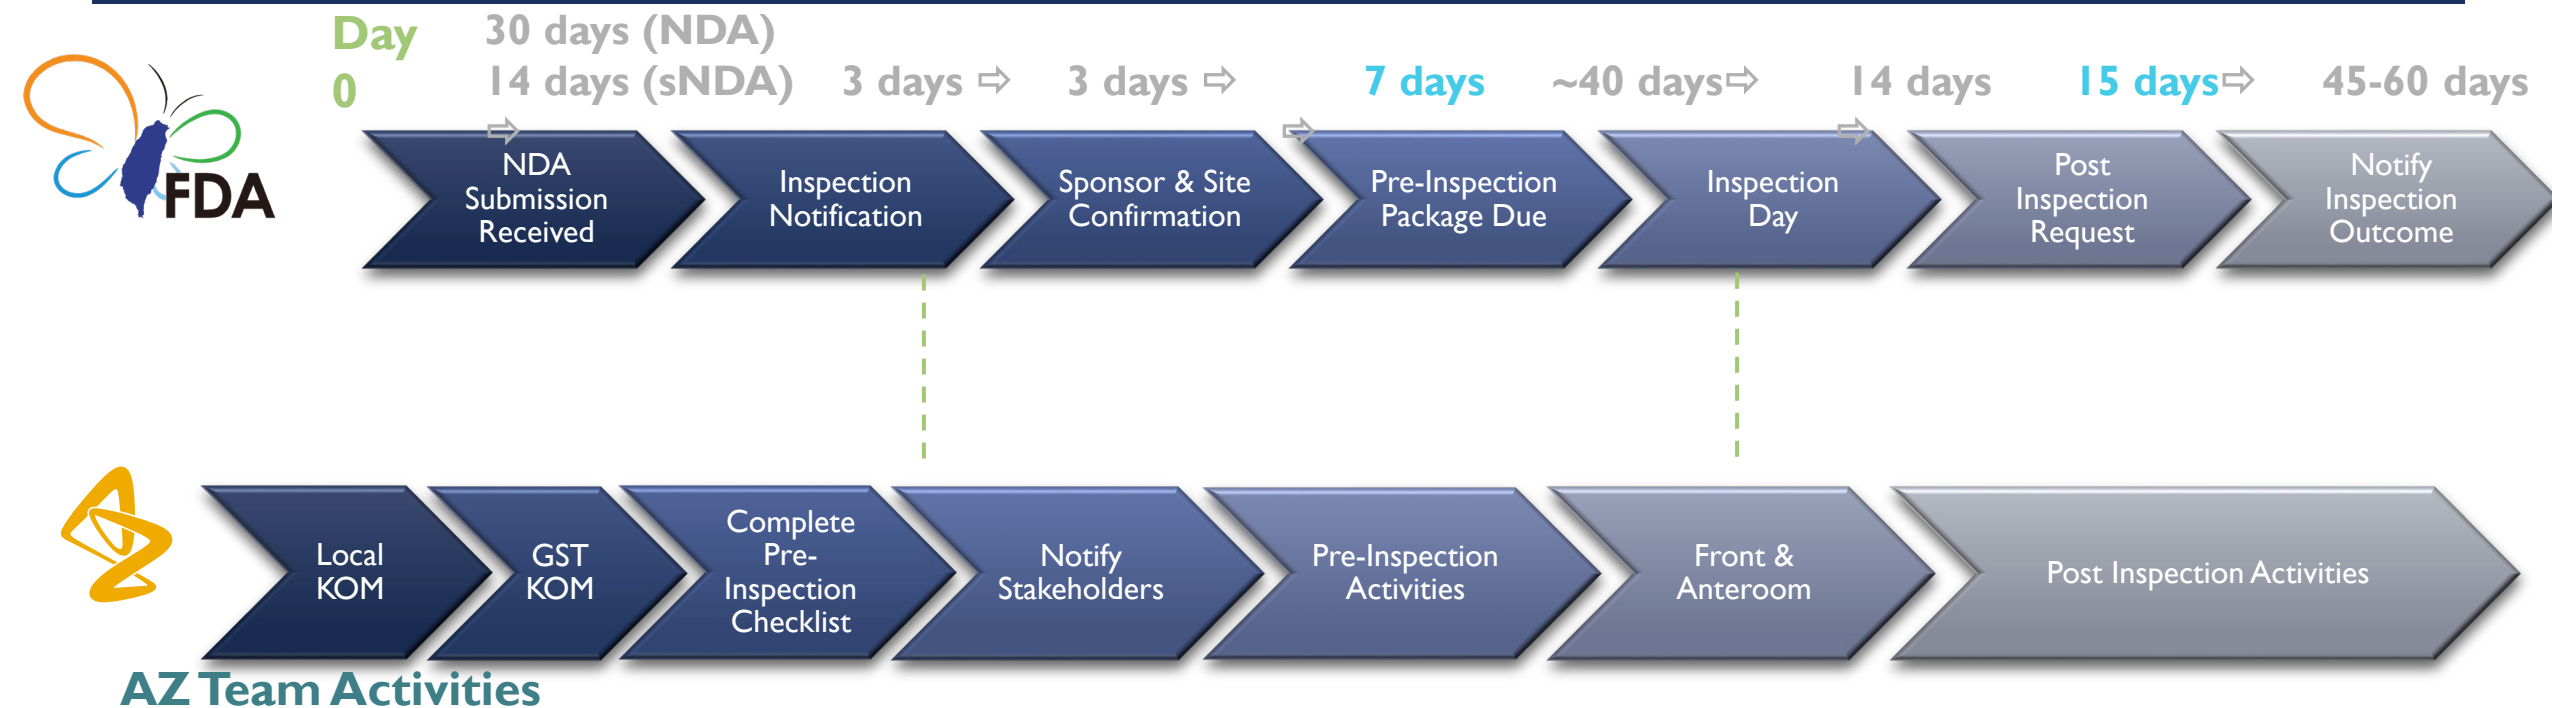 Day
0
30 days (NDA)
14 days (sNDA)
3 days ⇨
3 days ⇨
7 days
~40 days⇨
14 days
15 days⇨
45-60 days
⇨
⇨
⇨
FDA
NDA
Submission
Received
Inspection
Notification
Sponsor & Site
Confirmation
Pre-Inspection
Package Due
Inspection
Day
Post
Inspection
Request
Notify
Inspection
Outcome
Local
KOM
GST
KOM
Complete
Pre-
Inspection
Checklist
Notify
Stakeholders
Pre-Inspection
Activities
Front &
Anteroom
Post Inspection Activities
AZ Team Activities